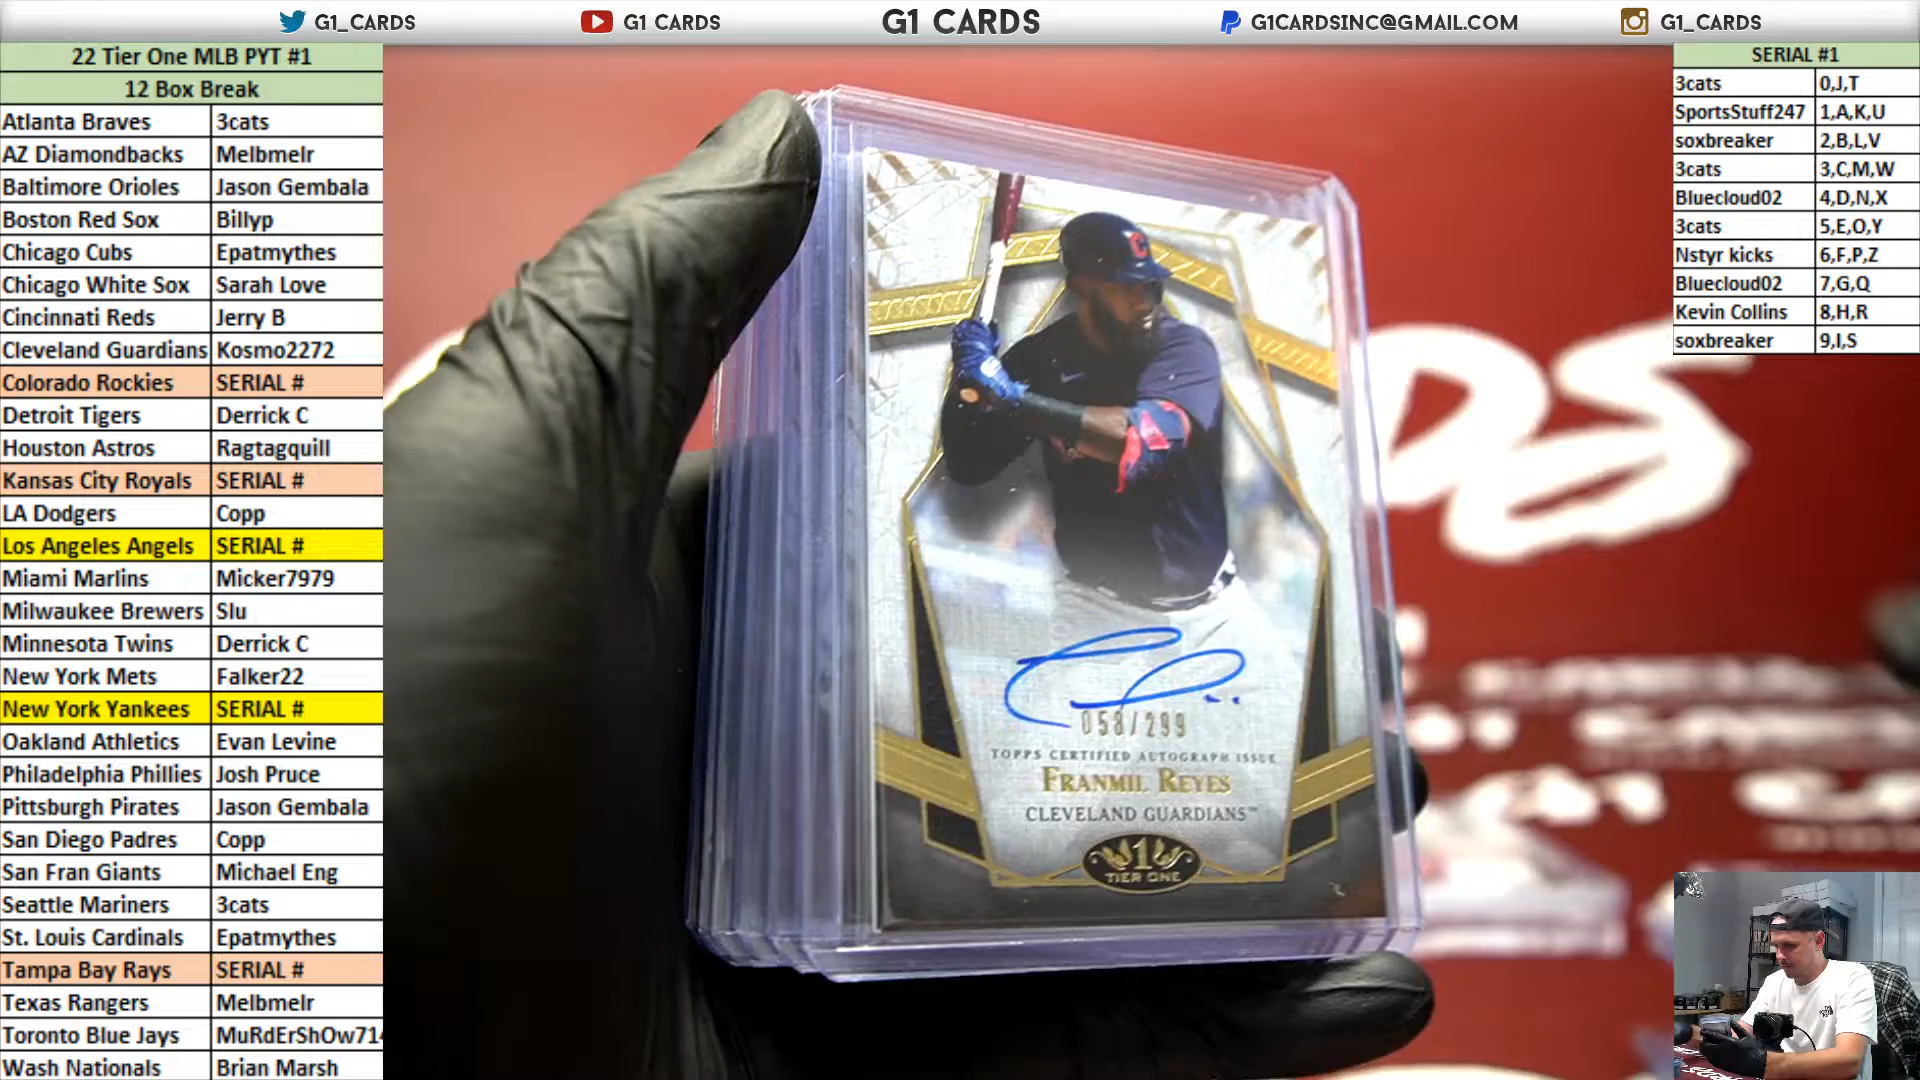 G1_CARDS
G1 CARDS
G1 CARDS
G1CARDSINC@GMAIL.COM
G1_CARDS
22 Tier One MLB PYT #1
12 Box Break
Atlanta Braves 3cats
AZ Diamondbacks Melbmelr
Baltimore Orioles Jason Gembala
Boston Red Sox Billyp
Chicago Cubs Epatmythes
Chicago White Sox Sarah Love
Cincinnati Reds Jerry B
Cleveland Guardians Kosmo2272
Colorado Rockies SERIAL #
Detroit Tigers Derrick C
Houston Astros Ragtagquill
Kansas City Royals SERIAL #
LA Dodgers Copp
Los Angeles Angels SERIAL #
Miami Marlins Micker7979
Milwaukee Brewers Slu
Minnesota Twins Derrick C
New York Mets Falker22
New York Yankees SERIAL #
Oakland Athletics Evan Levine
Philadelphia Phillies Josh Pruce
Pittsburgh Pirates Jason Gembala
San Diego Padres Copp
San Fran Giants Michael Eng
Seattle Mariners 3cats
St. Louis Cardinals Epatmythes
Tampa Bay Rays SERIAL #
Texas Rangers Melbmelr
Toronto Blue Jays MuRdErShOw714
Wash Nationals Brian Marsh
C
058/299
TOPPS CERTIFIED AUTOGRAPH ISSUE
FRANMIL REYES
CLEVELAND GUARDIANS™
1
TIER ONE
SERIAL #1
3cats 0,J,T
SportsStuff247 1,A,K,U
soxbreaker 2,B,L,V
3cats 3,C,M,W
Bluecloud02 4,D,N,X
3cats 5,E,O,Y
Nstyr kicks 6,F,P,Z
Bluecloud02 7,G,Q
Kevin Collins 8,H,R
soxbreaker 9,I,S